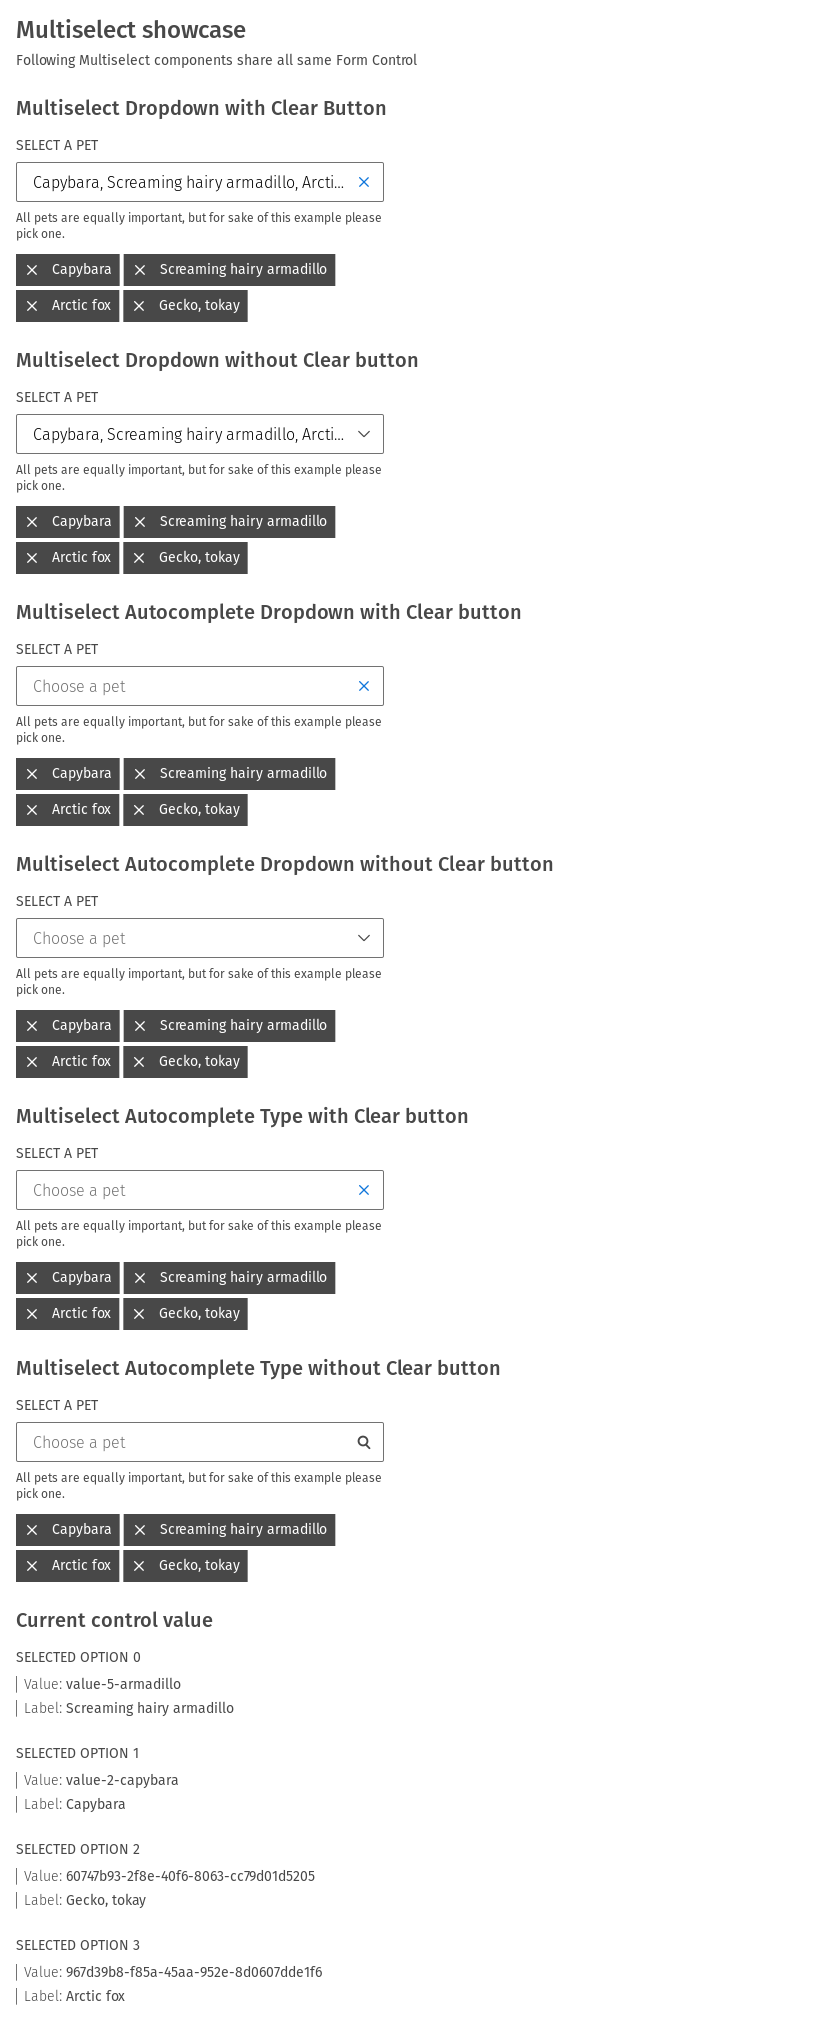 Multiselect showcase
Following Multiselect components share all same Form Control
Multiselect Dropdown with Clear Button
SELECT A PET
Capybara, Screaming hairy armadillo, Arcti...
All pets are equally important, but for sake of this example please
pick one.
Capybara Screaming hairy armadillo
Arctic fox Gecko, tokay
Multiselect Dropdown without Clear button
SELECT A PET
Capybara, Screaming hairy armadillo, Arcti...
All pets are equally important, but for sake of this example please
pick one.
Capybara Screaming hairy armadillo
Arctic fox Gecko, tokay
Multiselect Autocomplete Dropdown with Clear button
SELECT A PET
Choose a pet
All pets are equally important, but for sake of this example please
pick one.
Capybara Screaming hairy armadillo
Arctic fox Gecko, tokay
Multiselect Autocomplete Dropdown without Clear button
SELECT A PET
Choose a pet
All pets are equally important, but for sake of this example please
pick one.
Capybara Screaming hairy armadillo
Arctic fox Gecko, tokay
Multiselect Autocomplete Type with Clear button
SELECT A PET
Choose a pet
All pets are equally important, but for sake of this example please
pick one.
Capybara Screaming hairy armadillo
Arctic fox Gecko, tokay
Multiselect Autocomplete Type without Clear button
SELECT A PET
Choose a pet
All pets are equally important, but for sake of this example please
pick one.
Capybara Screaming hairy armadillo
Arctic fox Gecko, tokay
Current control value
SELECTED OPTION 0
Value: value-5-armadillo
Label: Screaming hairy armadillo
SELECTED OPTION 1
Value: value-2-capybara
Label: Capybara
SELECTED OPTION 2
Value: 60747b93-2f8e-40f6-8063-cc79d01d5205
Label: Gecko, tokay
SELECTED OPTION 3
Value: 967d39b8-f85a-45aa-952e-8d0607dde1f6
Label: Arctic fox